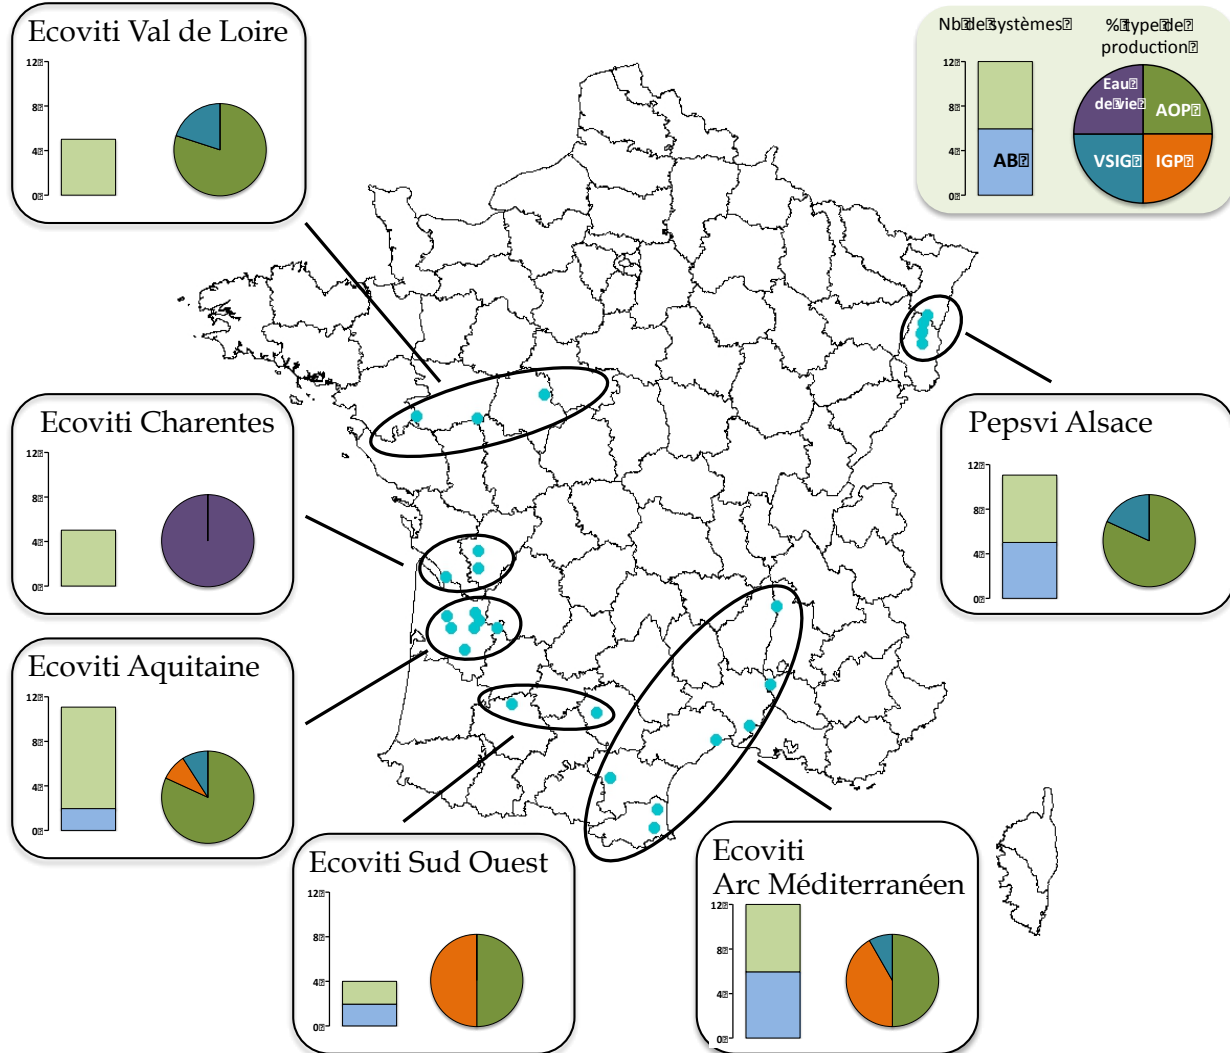 Ecoviti Val de Loire
12
8
4
0
Nb de systèmes
% type de
production
12
8
4
0
AB
Eau
de vie
AOP
VSIG
IGP
Ecoviti Charentes
12
8
4
0
Pepsvi Alsace
12
8
4
0
Ecoviti Aquitaine
12
8
4
0
Ecoviti Sud Ouest
12
8
4
0
Ecoviti
Arc Méditerranéen
12
8
4
0